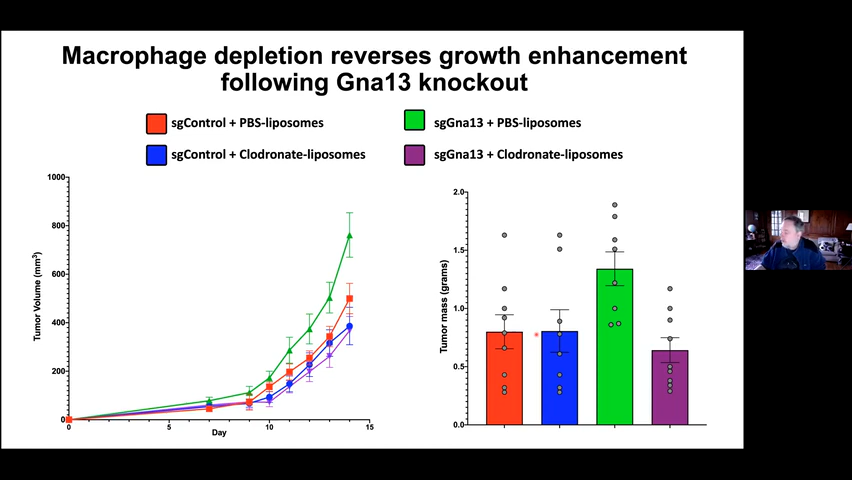 Macrophage depletion reverses growth enhancement
following Gna13 knockout
sgControl + PBS-liposomes
sgGna13 + PBS-liposomes
sgControl + Clodronate-liposomes
sgGna13 + Clodronate-liposomes
Tumor Volume (mm³)
1000
800
600
400
200
0
0
5
10
15
Day
Tumor mass (grams)
2.0
1.5
1.0
0.5
0.0